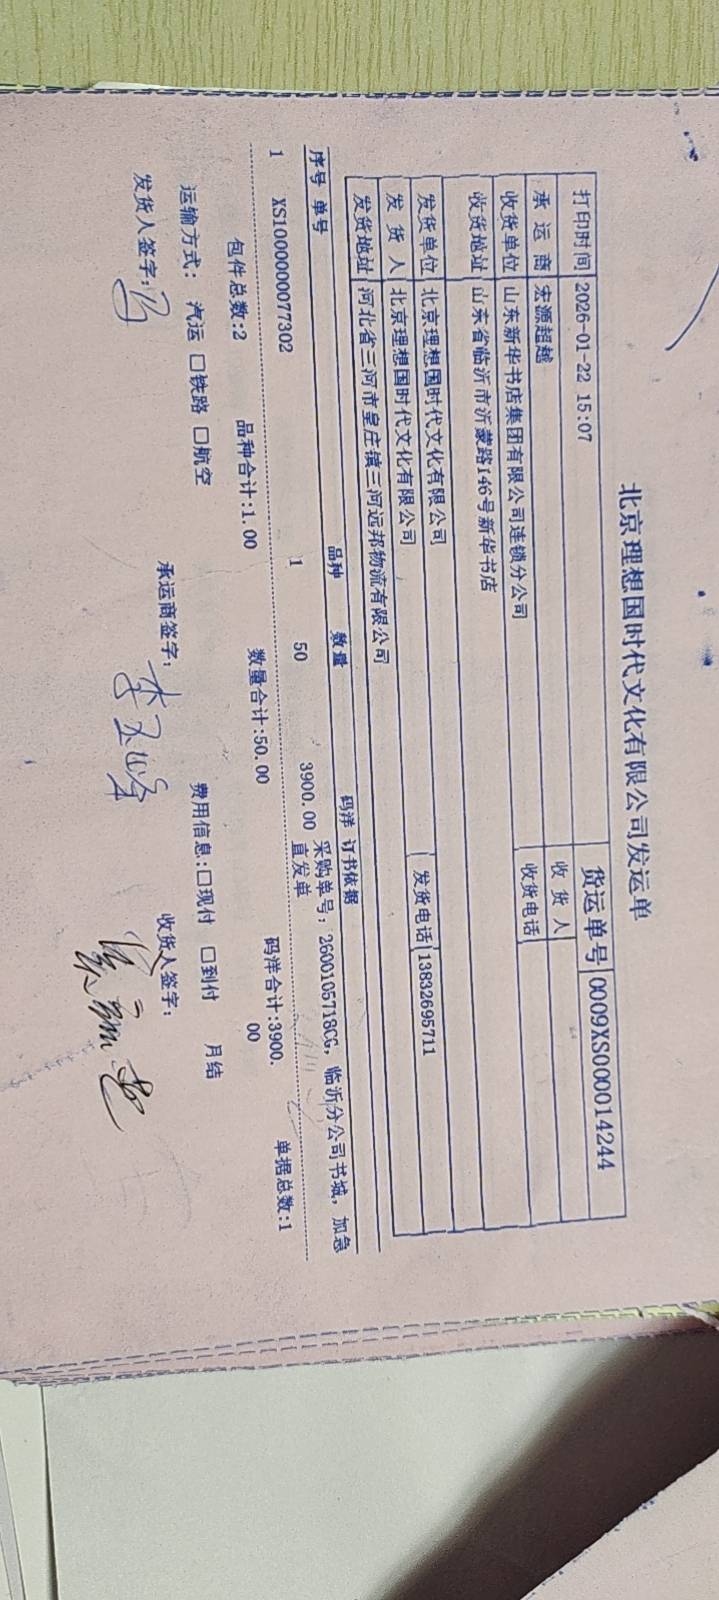 北京理想国时代文化有限公司发运单
货运单号 0009XS000014244
打印时间 2026-01-22 15:07
承运商 宏源超越 收货人
收货单位 山东新华书店集团有限公司连锁分公司 收货电话
收货地址 山东省临沂市沂蒙路146号新华书店
发货单位 北京理想国时代文化有限公司 发货电话 13832695711
发货人 北京理想国时代文化有限公司
发货地址 河北省三河市皇庄镇三河远邦物流有限公司
序号 单号 品种 数量 码洋 订书依据
1 XS1000000077302 1 50 3900.00 采购单号：2600105718CG，临沂分公司书城，加急
直发单
包件总数:2 品种合计:1.00 数量合计:50.00 码洋合计:3900.
00 单据总数:1
运输方式： 汽运 □铁路 □航空 费用信息:□现付 □到付 月结
发货人签字: 承运商签字: 收货人签字: